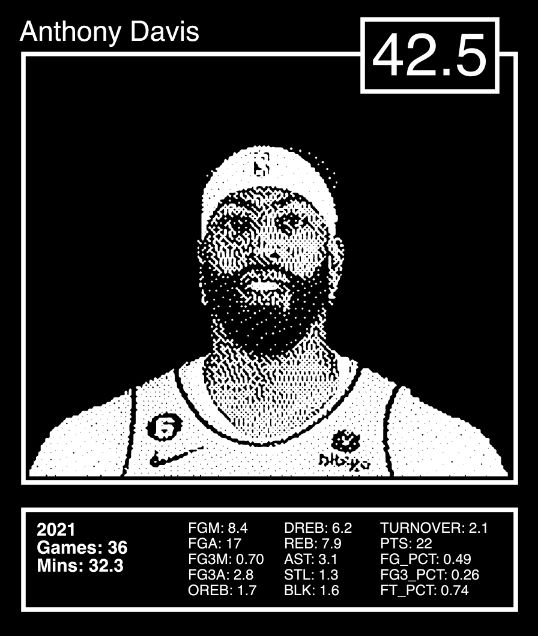 Anthony Davis
42.5
6
2021
Games: 36
Mins: 32.3
FGM: 8.4
FGA: 17
FG3M: 0.70
FG3A: 2.8
OREB: 1.7
DREB: 6.2
REB: 7.9
AST: 3.1
STL: 1.3
BLK: 1.6
TURNOVER: 2.1
PTS: 22
FG_PCT: 0.49
FG3_PCT: 0.26
FT_PCT: 0.74